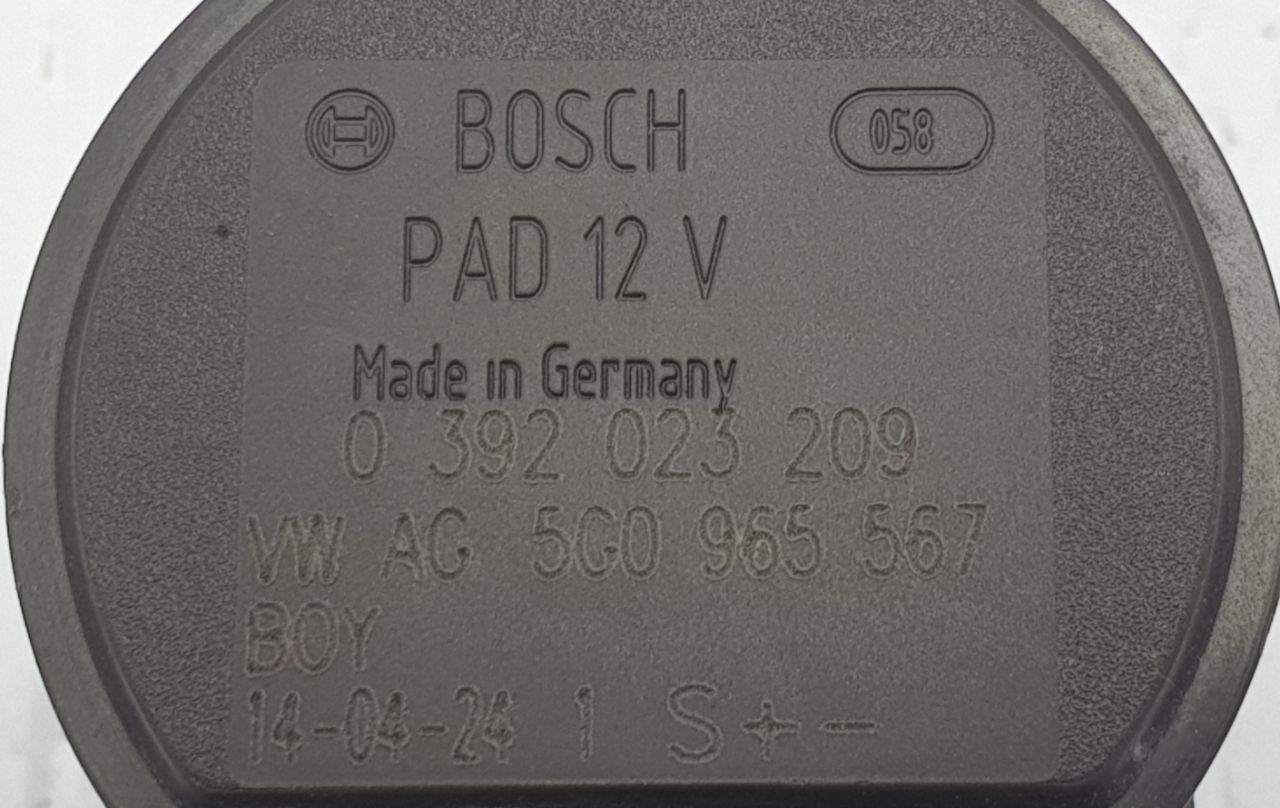 BOSCH 058
PAD 12 V
Made in Germany
0 392 023 209
VW AG 5G0 965 567
BOY
14-04-24 1 S + -